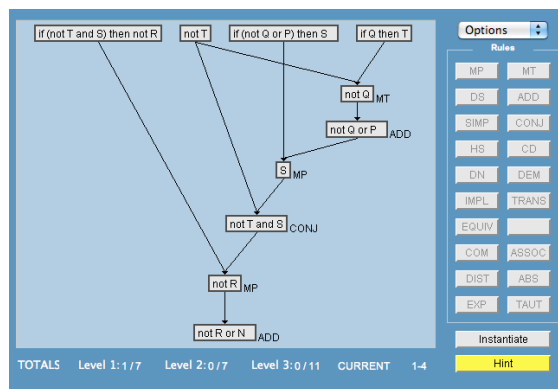 if (not T and S) then not R not T if (not Q or P) then S if Q then T
not Q MT
not Q or P ADD
S MP
not T and S CONJ
not R MP
not R or N ADD
Options
Rules
MP MT
DS ADD
SIMP CONJ
HS CD
DN DEM
IMPL TRANS
EQUIV
COM ASSOC
DIST ABS
EXP TAUT
Instantiate
Hint
TOTALS Level 1: 1/7 Level 2: 0/7 Level 3: 0/11 CURRENT 1-4